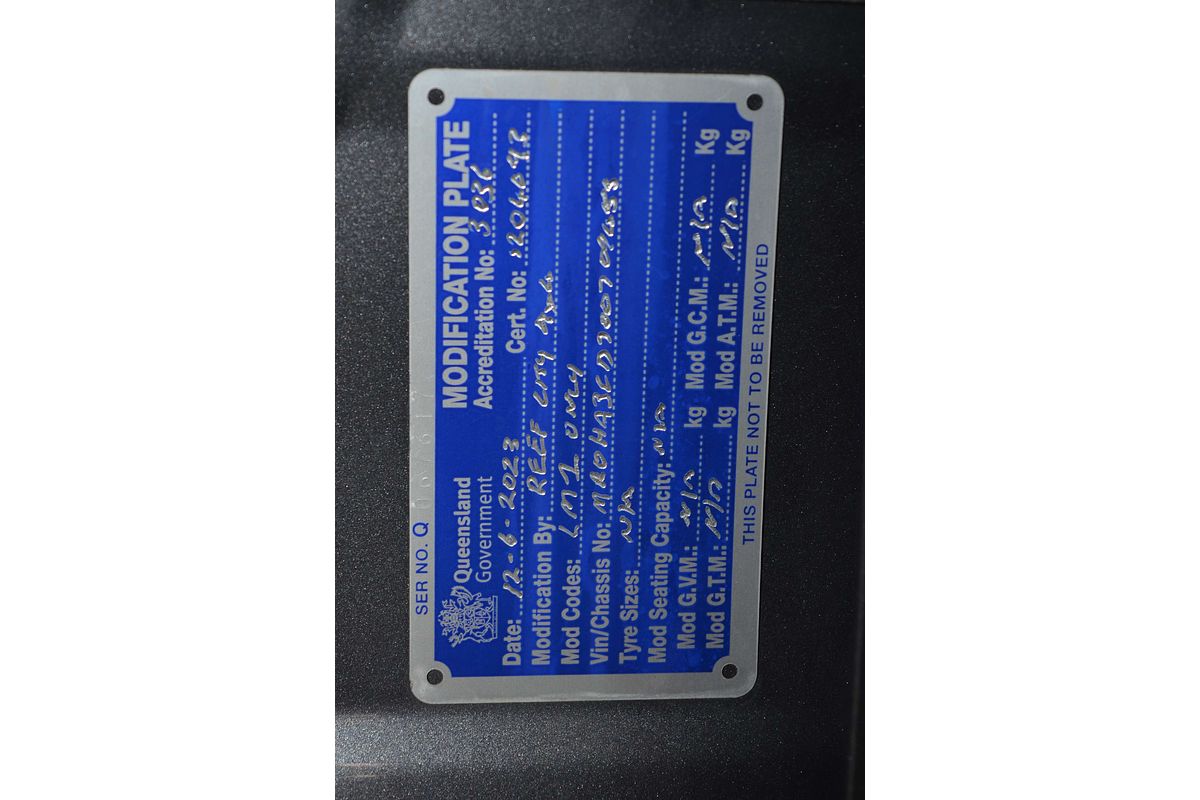 SER NO. Q
Queensland
Government
MODIFICATION PLATE
Accreditation No: 3036
Date: 12-6-2023 Cert. No:
Modification By: REEF CITY 4x4
Mod Codes: LM1 ONLY
Vin/Chassis No:
Tyre Sizes: N/A
Mod Seating Capacity: N/A
Mod G.V.M.: N/A kg Mod G.C.M.: N/A Kg
Mod G.T.M.: N/A kg Mod A.T.M.: N/A Kg
THIS PLATE NOT TO BE REMOVED